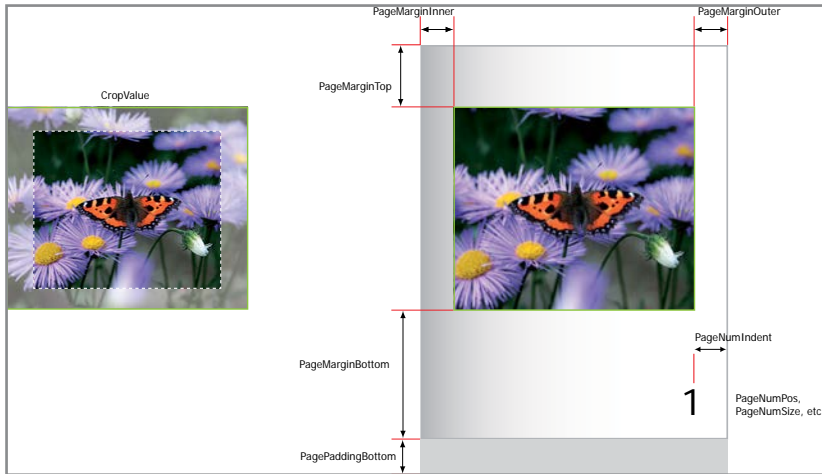 PageMarginInner
PageMarginOuter
PageMarginTop
CropValue
PageNumIndent
PageMarginBottom
1
PageNumPos,
PageNumSize, etc
PagePaddingBottom